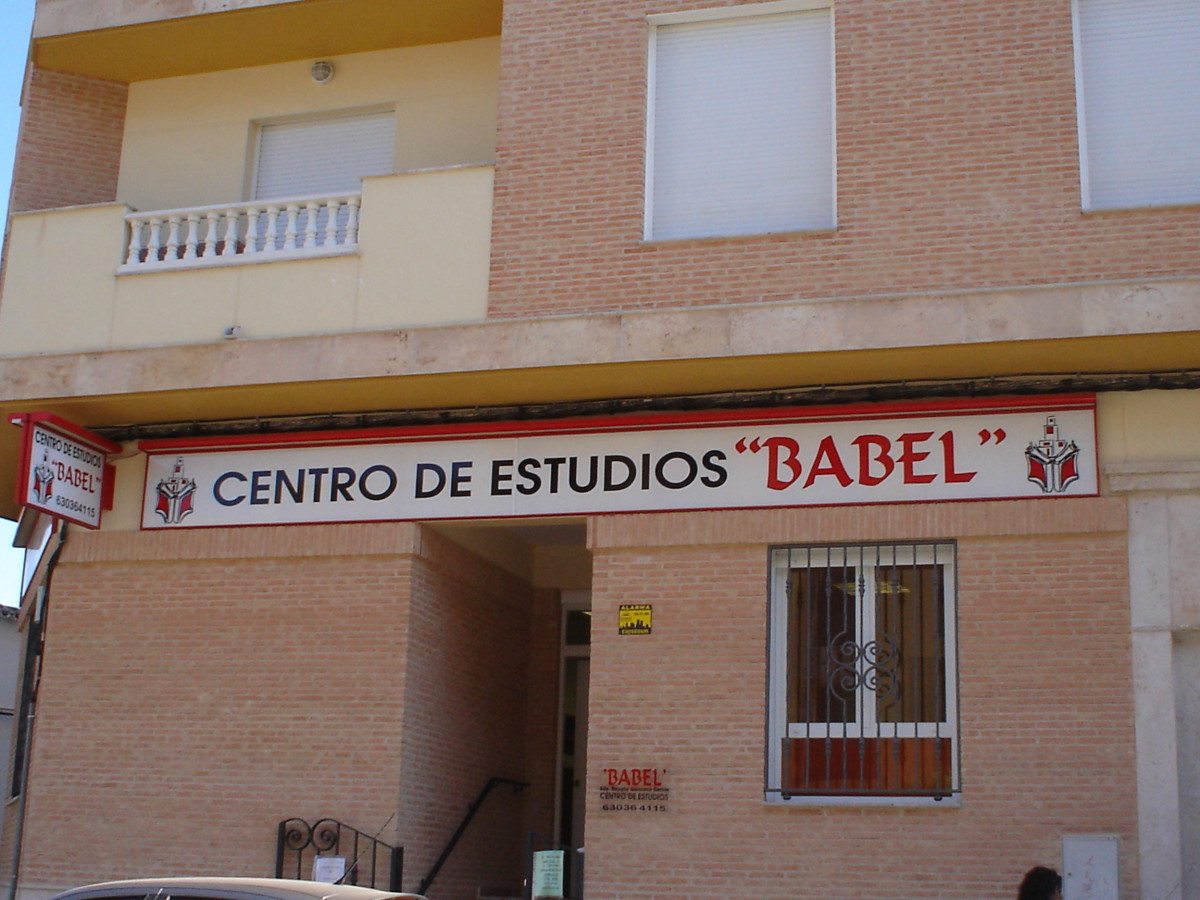 CENTRO DE ESTUDIOS “BABEL”
CENTRO DE ESTUDIOS
“BABEL”
630364115
ALARMA
'BABEL'
CENTRO DE ESTUDIOS
630364115